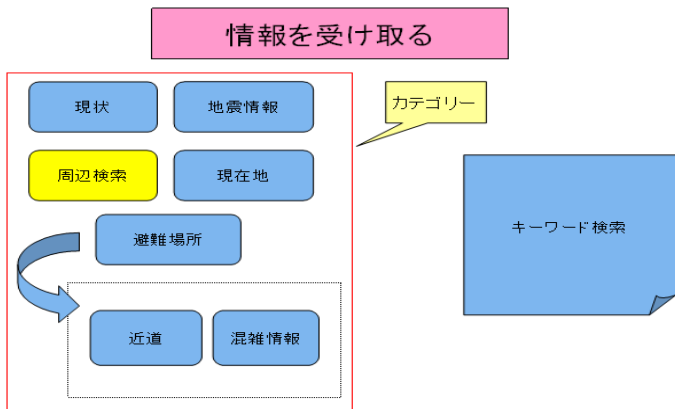 情報を受け取る
現状
地震情報
カテゴリー
周辺検索
現在地
キーワード検索
避難場所
近道
混雑情報